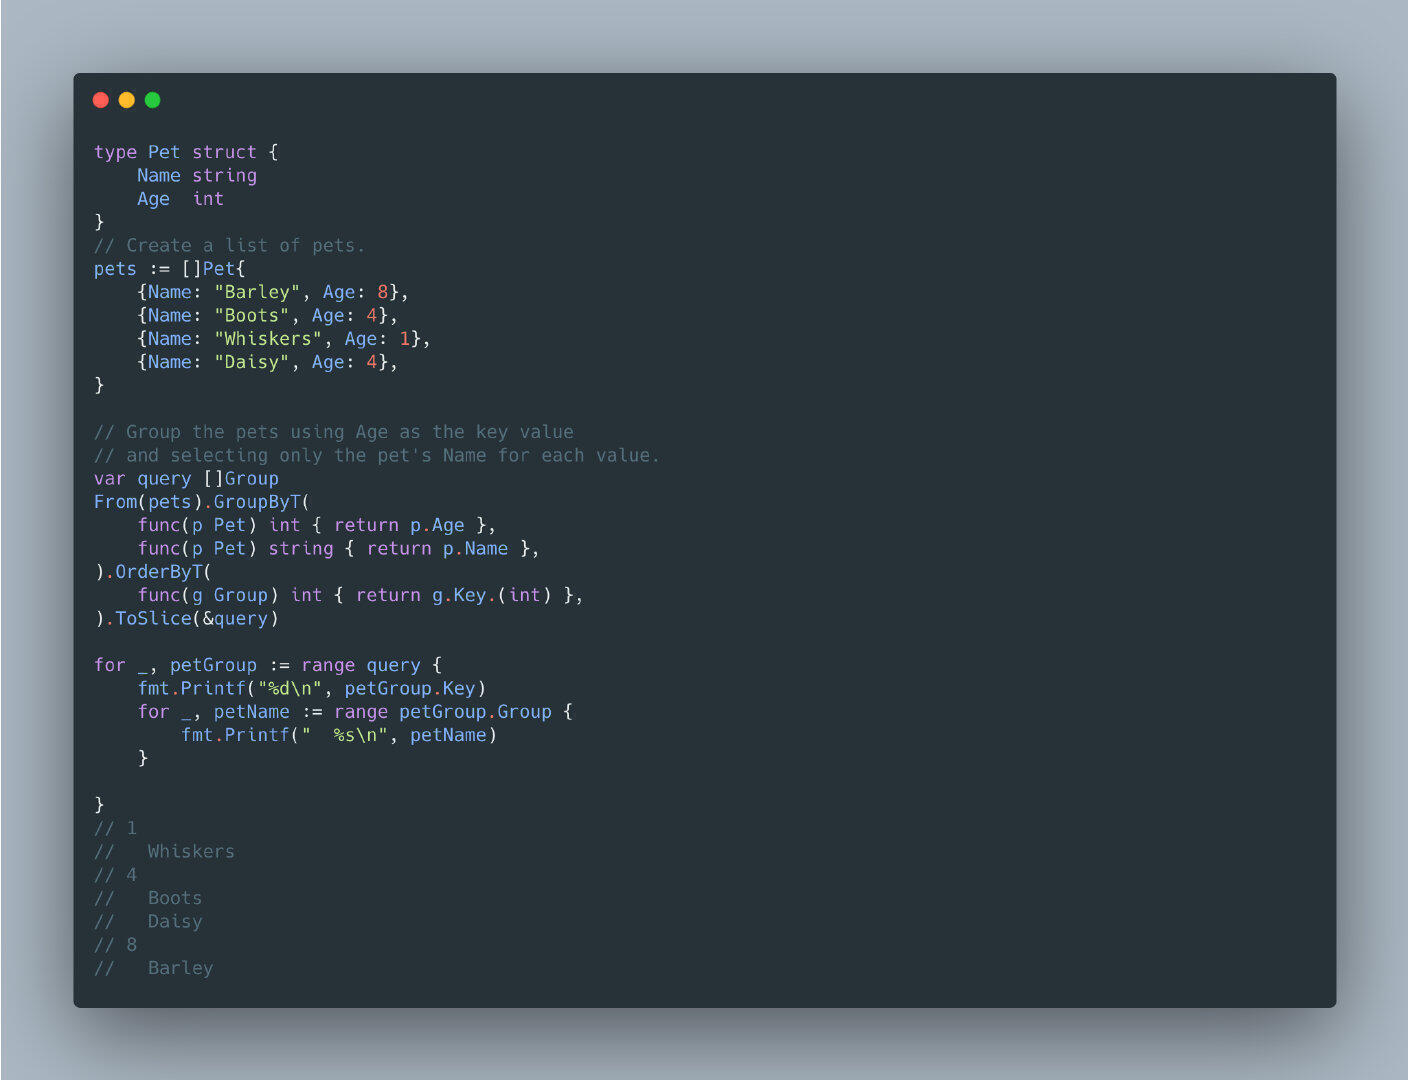 type Pet struct {
    Name string
    Age  int
}
// Create a list of pets.
pets := []Pet{
    {Name: "Barley", Age: 8},
    {Name: "Boots", Age: 4},
    {Name: "Whiskers", Age: 1},
    {Name: "Daisy", Age: 4},
}

// Group the pets using Age as the key value
// and selecting only the pet's Name for each value.
var query []Group
From(pets).GroupByT(
    func(p Pet) int { return p.Age },
    func(p Pet) string { return p.Name },
).OrderByT(
    func(g Group) int { return g.Key.(int) },
).ToSlice(&query)

for _, petGroup := range query {
    fmt.Printf("%d\n", petGroup.Key)
    for _, petName := range petGroup.Group {
        fmt.Printf("  %s\n", petName)
    }

}
// 1
//   Whiskers
// 4
//   Boots
//   Daisy
// 8
//   Barley